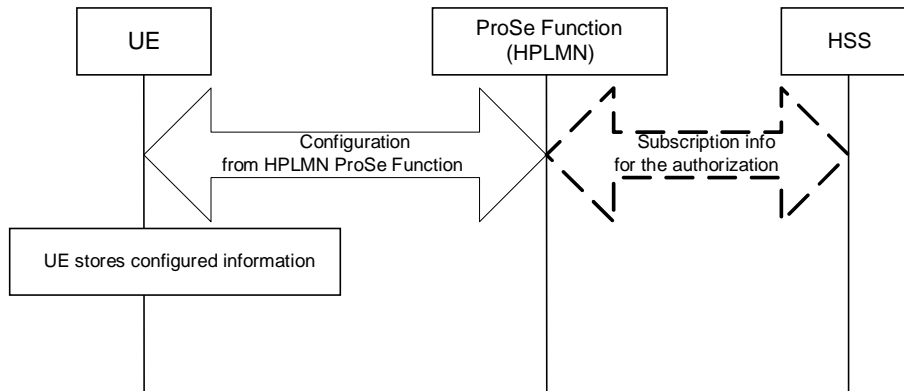 UE
ProSe Function
(HPLMN)
HSS
Configuration
from HPLMN ProSe Function
Subscription info
for the authorization
UE stores configured information